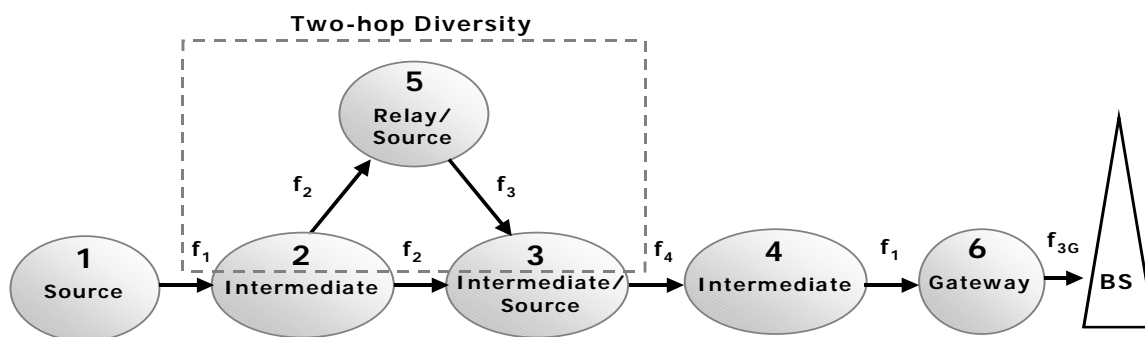 Two-hop Diversity
5
Relay/
Source
f2
f3
1
Source
f1
2
Intermediate
f2
3
Intermediate/
Source
f4
4
Intermediate
f1
6
Gateway
f3G
BS